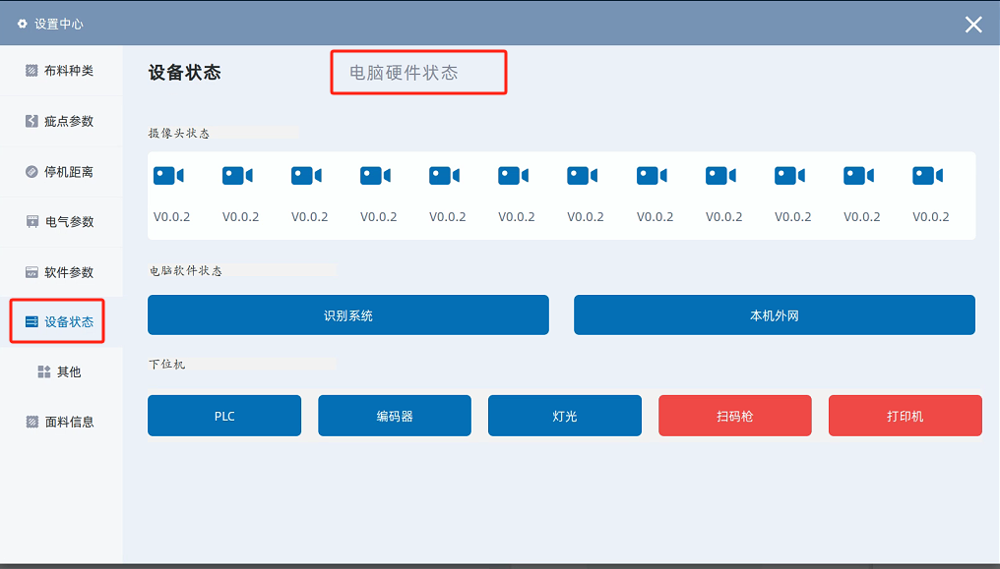 设置中心
布料种类
疵点参数
停机距离
电气参数
软件参数
设备状态
其他
面料信息
设备状态 电脑硬件状态
摄像头状态
V0.0.2 V0.0.2 V0.0.2 V0.0.2 V0.0.2 V0.0.2 V0.0.2 V0.0.2 V0.0.2 V0.0.2 V0.0.2 V0.0.2
电脑软件状态
识别系统 本机外网
下位机
PLC 编码器 灯光 扫码枪 打印机